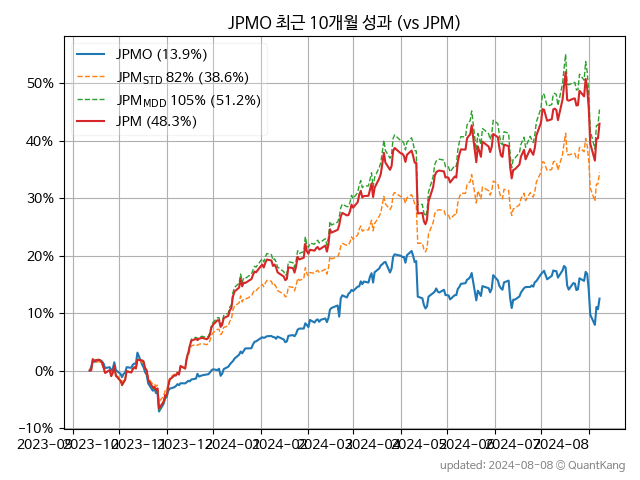 JPMO 최근 10개월 성과 (vs JPM)
JPMO (13.9%)
JPM_STD 82% (38.6%)
JPM_MDD 105% (51.2%)
JPM (48.3%)
50%
40%
30%
20%
10%
0%
−10%
2023-09 2023-10 2023-11 2023-12 2024-01 2024-02 2024-03 2024-04 2024-05 2024-06 2024-07 2024-08
updated: 2024-08-08 @ QuantKang